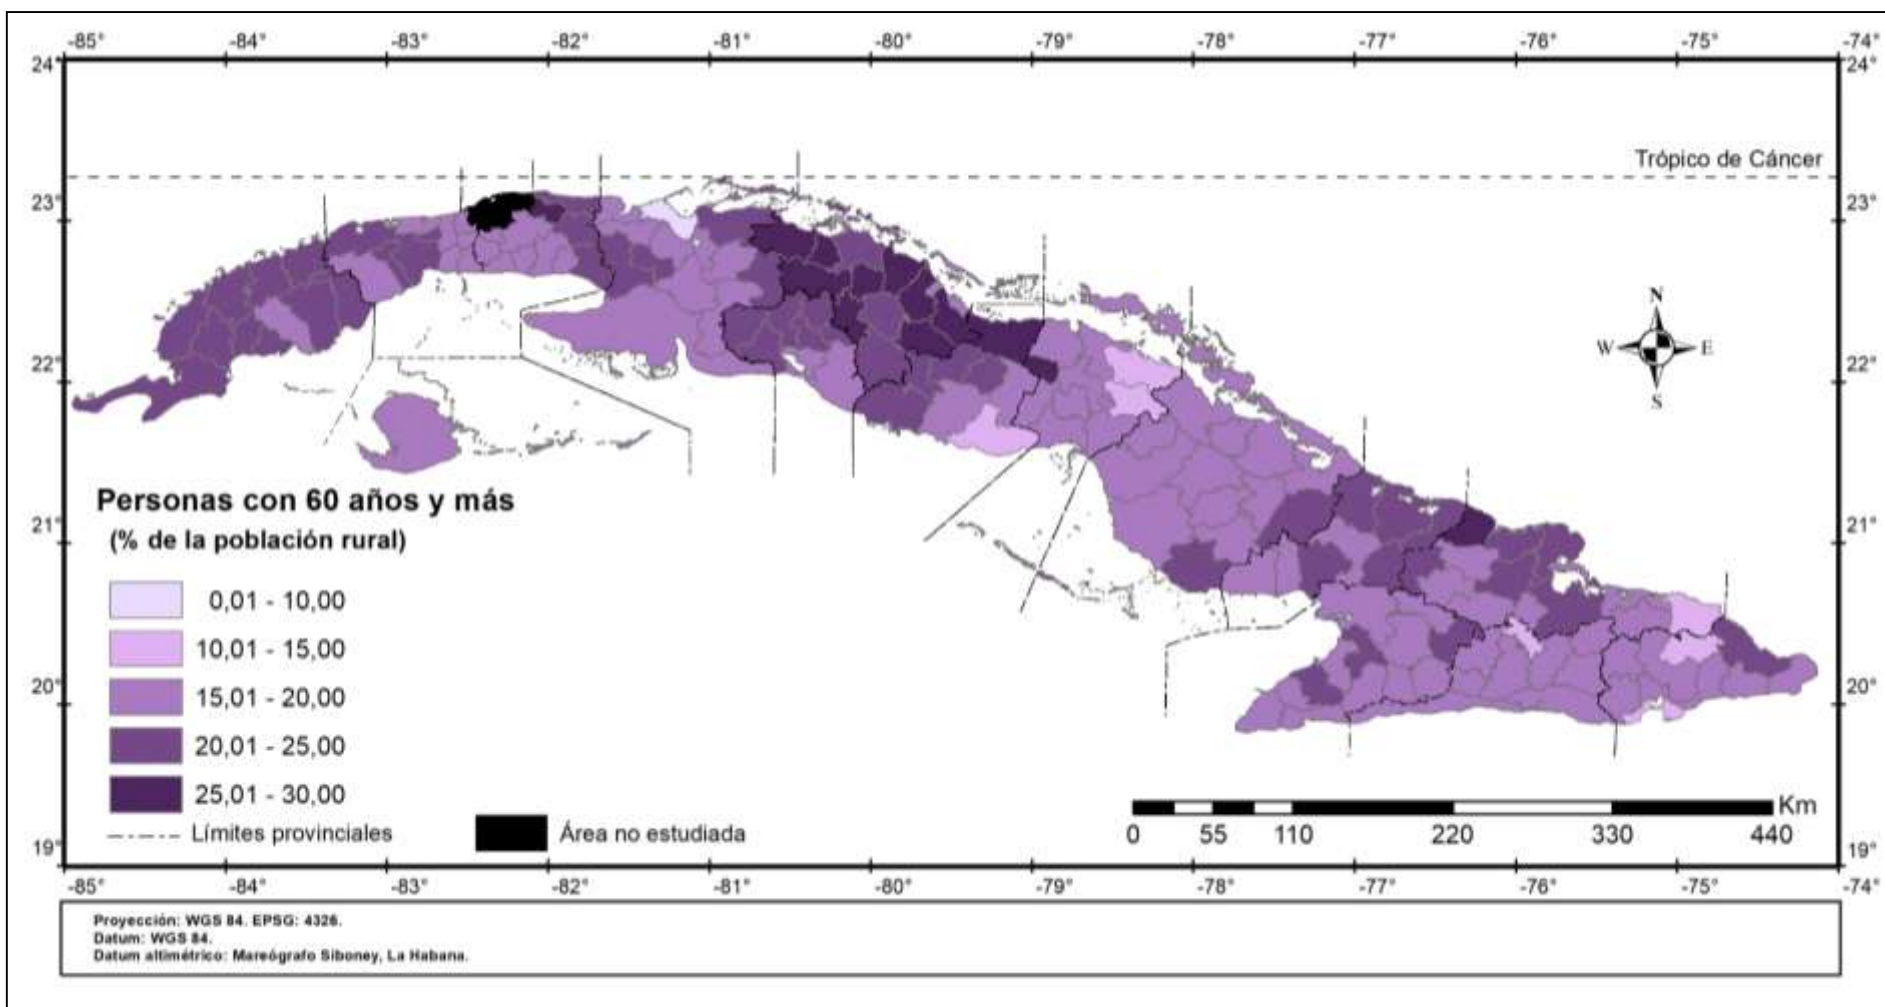 -85° -84° -83° -82° -81° -80° -79° -78° -77° -76° -75° -74°
24° 24°
Trópico de Cáncer
23° 23°
N
W E
S
22° 22°
Personas con 60 años y más
(% de la población rural)
21° 21°
0,01 - 10,00
10,01 - 15,00
15,01 - 20,00
20° 20°
20,01 - 25,00
25,01 - 30,00
Límites provinciales
Área no estudiada
Km
0 55 110 220 330 440
19° 19°
-85° -84° -83° -82° -81° -80° -79° -78° -77° -76° -75° -74°
Proyección: WGS 84. EPSG: 4326.
Datum: WGS 84.
Datum altimétrico: Mareógrafo Siboney, La Habana.